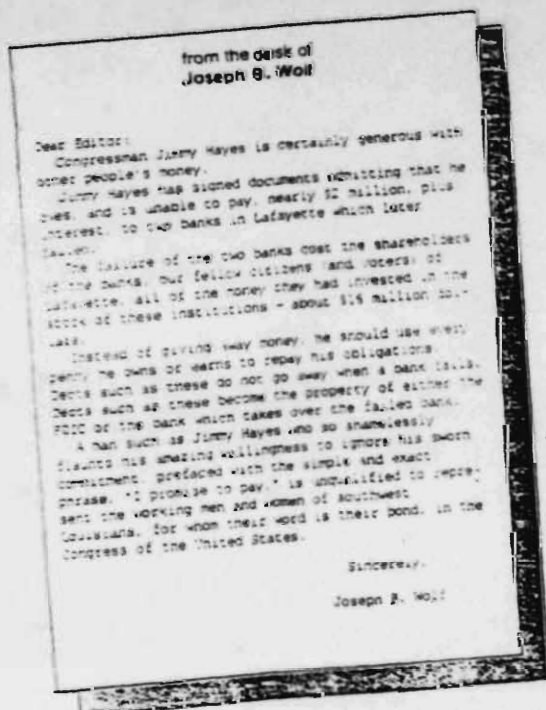 from the desk of
Joseph B. Wolf
Dear Editor:
Congressman Jimmy Hayes is certainly generous with
other people's money.
Jimmy Hayes has signed documents admitting that he
owes, and is unable to pay, nearly $2 million, plus
interest, to two banks in Lafayette which later
failed.
The failure of the two banks cost the shareholders
of the banks, our fellow citizens (and voters) of
Lafayette, all of the money they had invested in the
stock of these institutions - about $16 million dol-
lars.
Instead of giving away money, he should use every
penny he owns or earns to repay his obligations.
Debts such as these do not go away when a bank fails.
Debts such as these become the property of either the
FDIC or the bank which takes over the failed bank.
A man such as Jimmy Hayes who so shamelessly
flaunts his amazing willingness to ignore his sworn
commitment, prefaced with the simple and exact
phrase, "I promise to pay," is unqualified to repre-
sent the working men and women of southwest
Louisiana, for whom their word is their bond, in the
Congress of the United States.
Sincerely,
Joseph B. Wolf